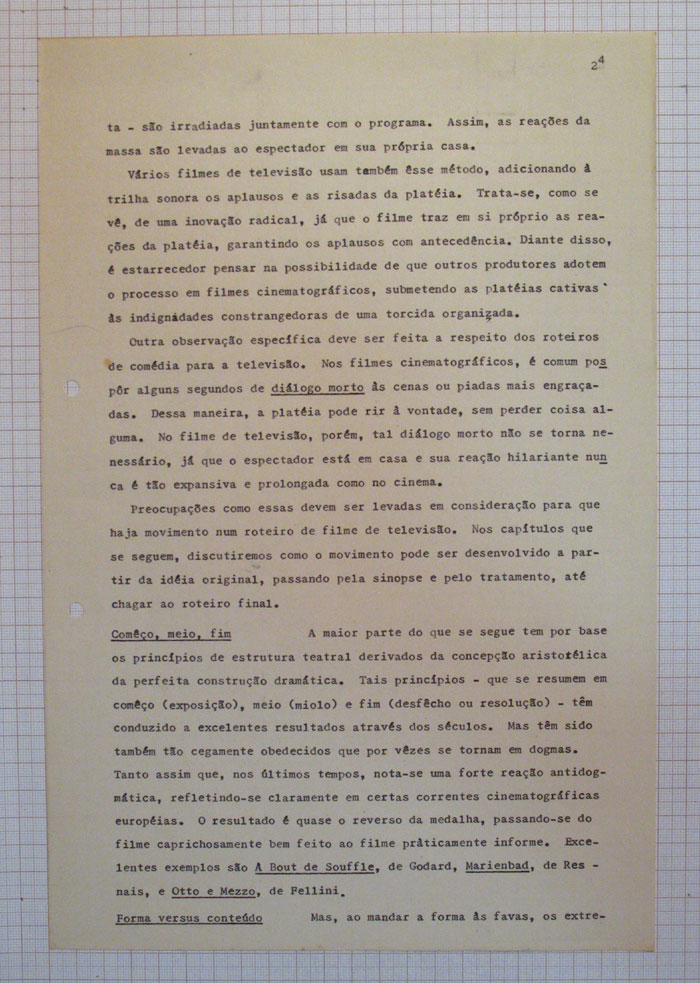 24
ta - são irradiadas juntamente com o programa. Assim, as reações da
massa são levadas ao espectador em sua própria casa.
Vários filmes de televisão usam também êsse método, adicionando à
trilha sonora os aplausos e as risadas da platéia. Trata-se, como se
vê, de uma inovação radical, já que o filme traz em si próprio as rea-
ções da platéia, garantindo os aplausos com antecedência. Diante disso,
é estarrecedor pensar na possibilidade de que outros produtores adotem
o processo em filmes cinematográficos, submetendo as platéias cativas
às indignidades constrangedoras de uma torcida organizada.
Outra observação específica deve ser feita a respeito dos roteiros
de comédia para a televisão. Nos filmes cinematográficos, é comum pos
pôr alguns segundos de diálogo morto às cenas ou piadas mais engraça-
das. Dessa maneira, a platéia pode rir à vontade, sem perder coisa al-
guma. No filme de televisão, porém, tal diálogo morto não se torna ne-
nessário, já que o espectador está em casa e sua reação hilariante nun
ca é tão expansiva e prolongada como no cinema.
Preocupações como essas devem ser levadas em consideração para que
haja movimento num roteiro de filme de televisão. Nos capítulos que
se seguem, discutiremos como o movimento pode ser desenvolvido a par-
tir da idéia original, passando pela sinopse e pelo tratamento, até
chagar ao roteiro final.
Comêço, meio, fim A maior parte do que se segue tem por base
os princípios de estrutura teatral derivados da concepção aristotélica
da perfeita construção dramática. Tais princípios - que se resumem em
comêço (exposição), meio (miolo) e fim (desfêcho ou resolução) - têm
conduzido a excelentes resultados através dos séculos. Mas têm sido
também tão cegamente obedecidos que por vêzes se tornam em dogmas.
Tanto assim que, nos últimos tempos, nota-se uma forte reação antidog-
mática, refletindo-se claramente em certas correntes cinematográficas
européias. O resultado é quase o reverso da medalha, passando-se do
filme caprichosamente bem feito ao filme pràticamente informe. Exce-
lentes exemplos são A Bout de Souffle, de Godard, Marienbad, de Res -
nais, e Otto e Mezzo, de Fellini.
Forma versus conteúdo Mas, ao mandar a forma às favas, os extre-